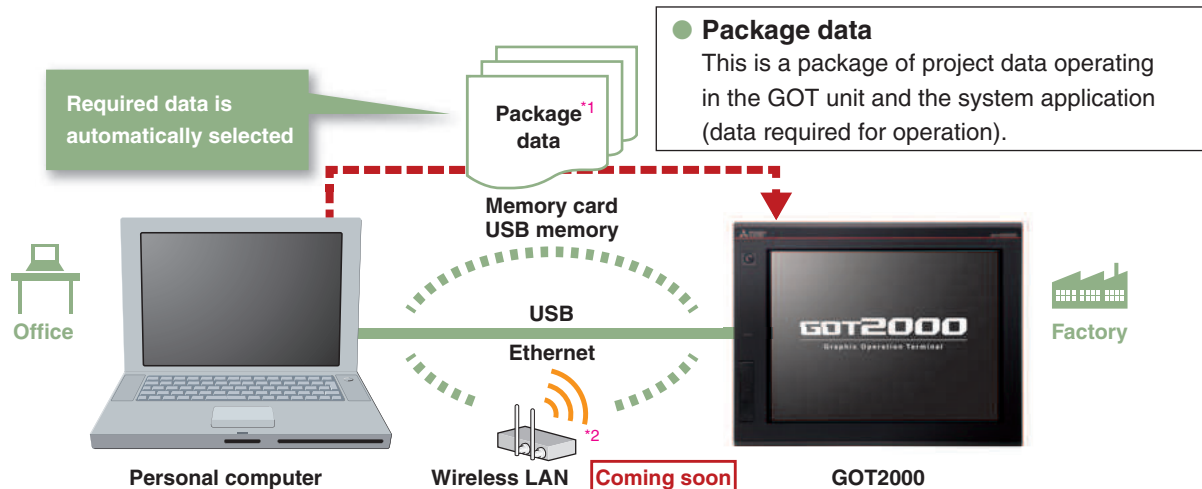 Package data
This is a package of project data operating
in the GOT unit and the system application
(data required for operation).
Required data is
automatically selected
Package*1
data
Memory card
USB memory
Office
USB
Ethernet
GOT2000
Graphic Operation Terminal
Factory
*2
Personal computer
Wireless LAN
Coming soon
GOT2000